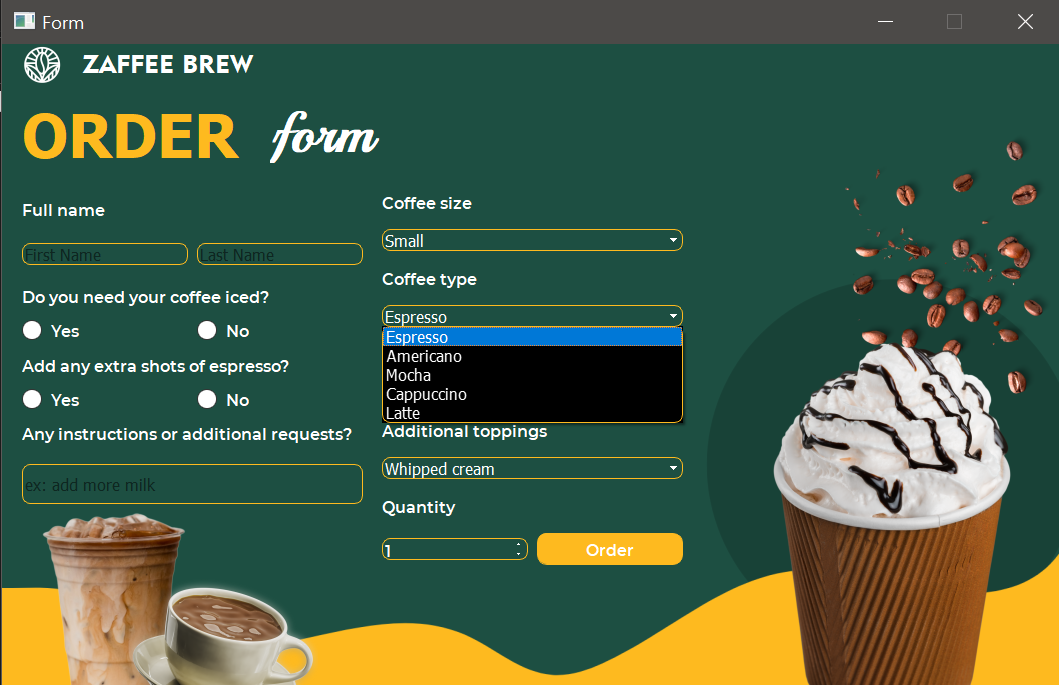 Form
ZAFFEE BREW
ORDER form
Full name
First Name
Last Name
Do you need your coffee iced?
Yes
No
Add any extra shots of espresso?
Yes
No
Any instructions or additional requests?
ex: add more milk
Coffee size
Small
Coffee type
Espresso
Espresso
Americano
Mocha
Cappuccino
Latte
Additional toppings
Whipped cream
Quantity
1
Order